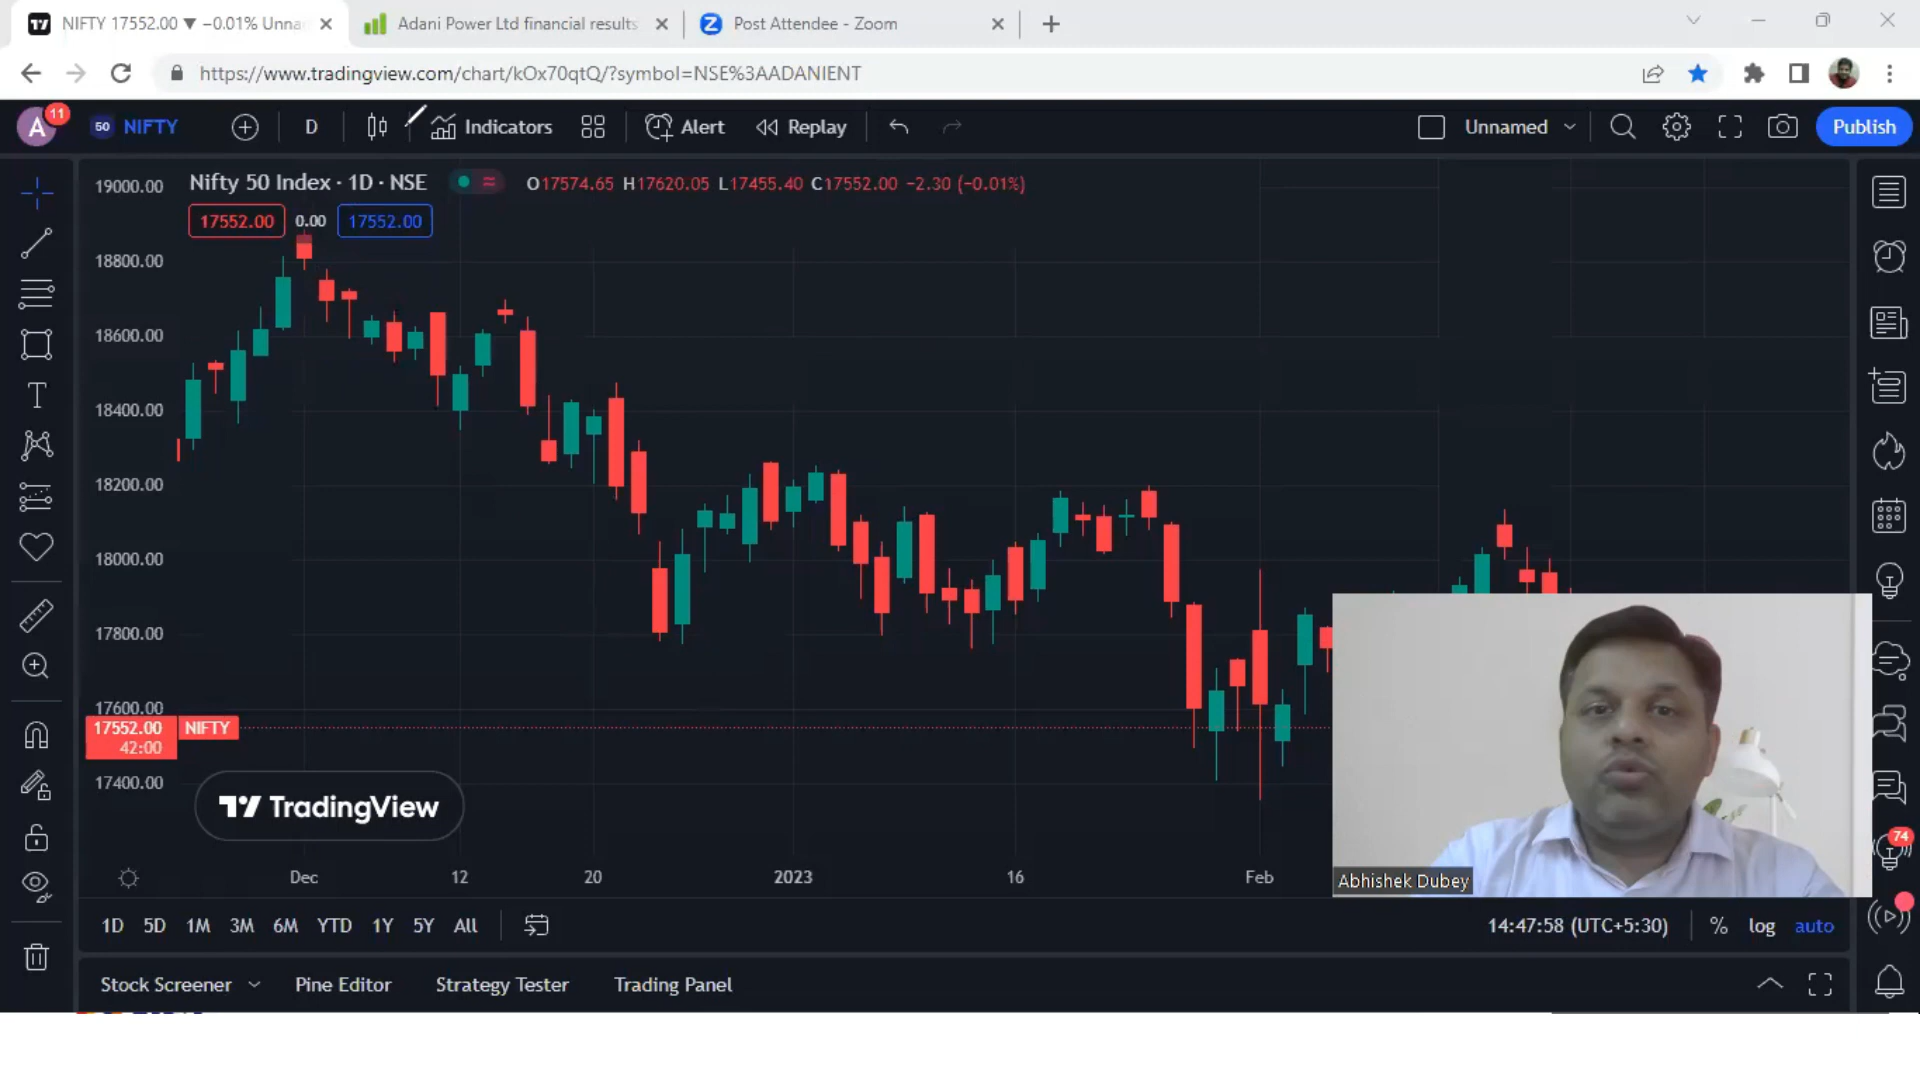 NIFTY 17552.00 ▼ −0.01% Unna
Adani Power Ltd financial results
Post Attendee - Zoom
https://www.tradingview.com/chart/kOx70qtQ/?symbol=NSE%3AADANIENT
A 11
50 NIFTY
D
Indicators
Alert
Replay
Unnamed
Publish
Nifty 50 Index · 1D · NSE
O17574.65 H17620.05 L17455.40 C17552.00 −2.30 (−0.01%)
17552.00 0.00 17552.00
19000.00
18800.00
18600.00
18400.00
18200.00
18000.00
17800.00
17600.00
17552.00 NIFTY
42:00
17400.00
TradingView
Dec 12 20 2023 16 Feb
Abhishek Dubey
74
1D 5D 1M 3M 6M YTD 1Y 5Y All
14:47:58 (UTC+5:30) % log auto
Stock Screener Pine Editor Strategy Tester Trading Panel